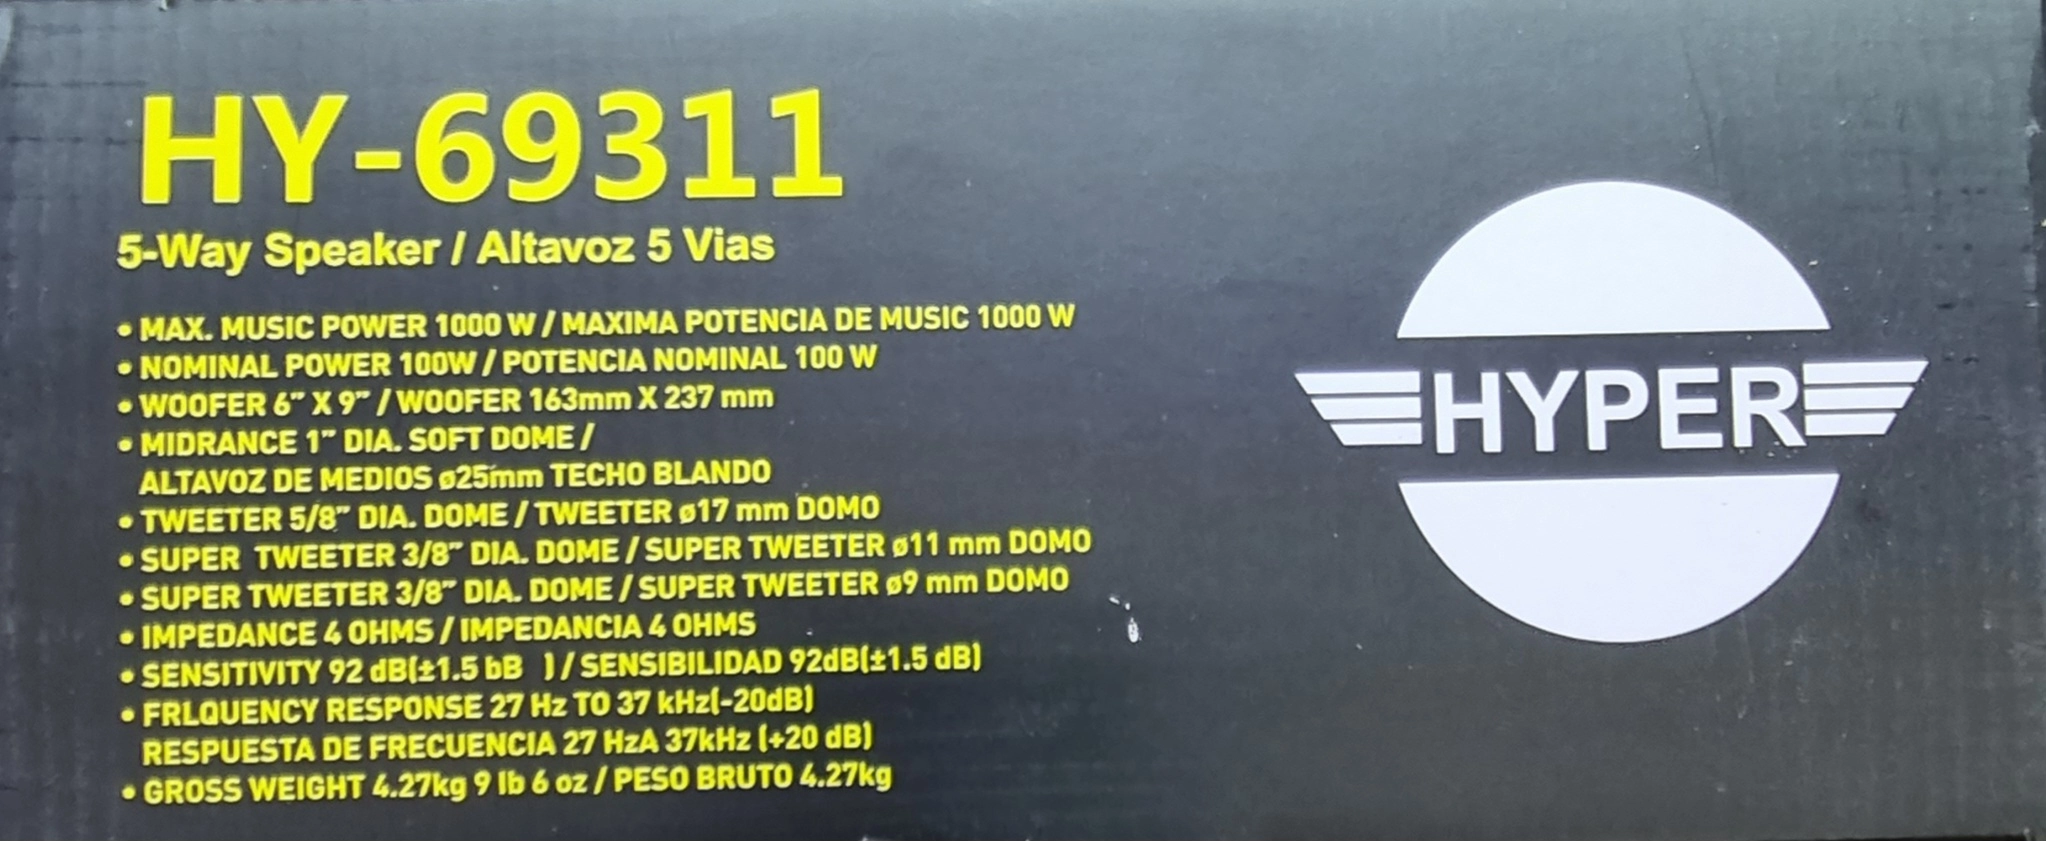 HY-69311
5-Way Speaker / Altavoz 5 Vias
• MAX. MUSIC POWER 1000 W / MAXIMA POTENCIA DE MUSIC 1000 W
• NOMINAL POWER 100W / POTENCIA NOMINAL 100 W
• WOOFER 6” X 9” / WOOFER 163mm X 237 mm
• MIDRANCE 1” DIA. SOFT DOME /
ALTAVOZ DE MEDIOS ø25mm TECHO BLANDO
• TWEETER 5/8” DIA. DOME / TWEETER ø17 mm DOMO
• SUPER TWEETER 3/8” DIA. DOME / SUPER TWEETER ø11 mm DOMO
• SUPER TWEETER 3/8” DIA. DOME / SUPER TWEETER ø9 mm DOMO
• IMPEDANCE 4 OHMS / IMPEDANCIA 4 OHMS
• SENSITIVITY 92 dB(±1.5 bB ) / SENSIBILIDAD 92dB(±1.5 dB)
• FRLQUENCY RESPONSE 27 Hz TO 37 kHz(-20dB)
RESPUESTA DE FRECUENCIA 27 HzA 37kHz (+20 dB)
• GROSS WEIGHT 4.27kg 9 lb 6 oz / PESO BRUTO 4.27kg
HYPER